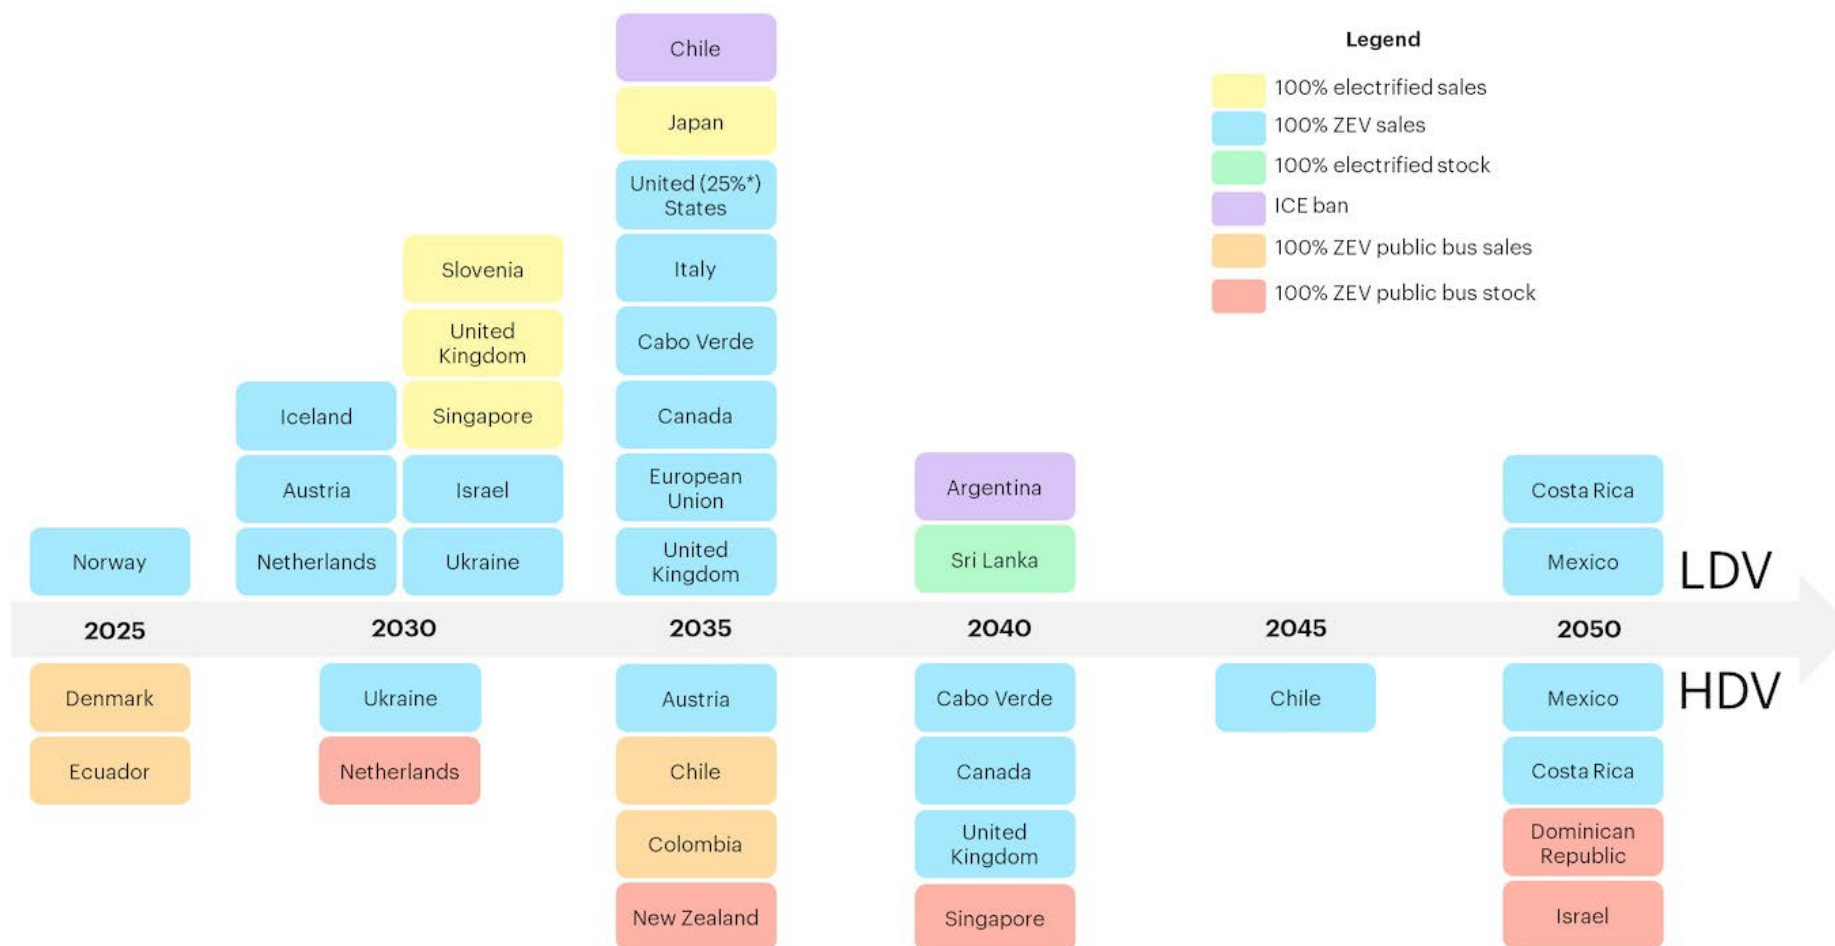 Chile
Japan
United (25%*)
States
Italy
Cabo Verde
Canada
European
Union
United
Kingdom
Slovenia
United
Kingdom
Singapore
Israel
Ukraine
Iceland
Austria
Netherlands
Norway
Argentina
Sri Lanka
Costa Rica
Mexico
LDV
Legend
100% electrified sales
100% ZEV sales
100% electrified stock
ICE ban
100% ZEV public bus sales
100% ZEV public bus stock
2025
2030
2035
2040
2045
2050
HDV
Denmark
Ecuador
Ukraine
Netherlands
Austria
Chile
Colombia
New Zealand
Cabo Verde
Canada
United
Kingdom
Singapore
Chile
Mexico
Costa Rica
Dominican
Republic
Israel